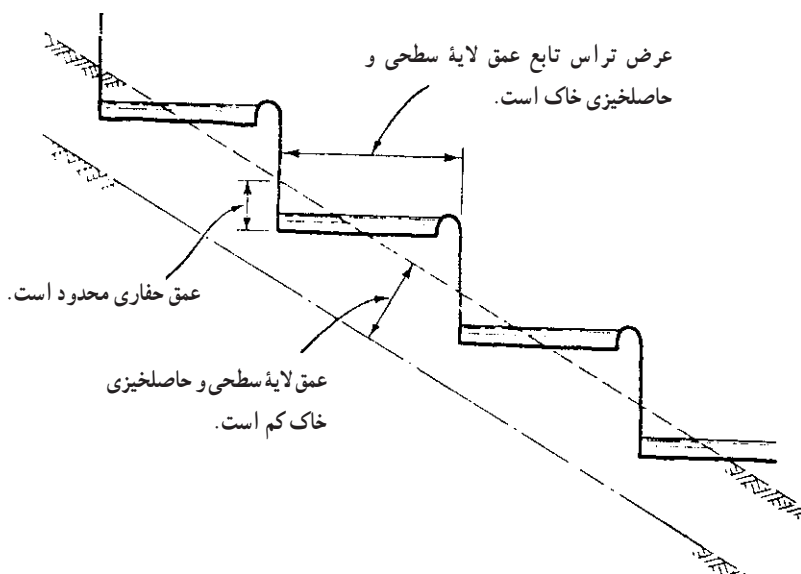 عرض تراس تابع عمق لایهٔ سطحی و
حاصلخیزی خاک است.
عمق حفاری محدود است.
عمق لایهٔ سطحی و حاصلخیزی
خاک کم است.